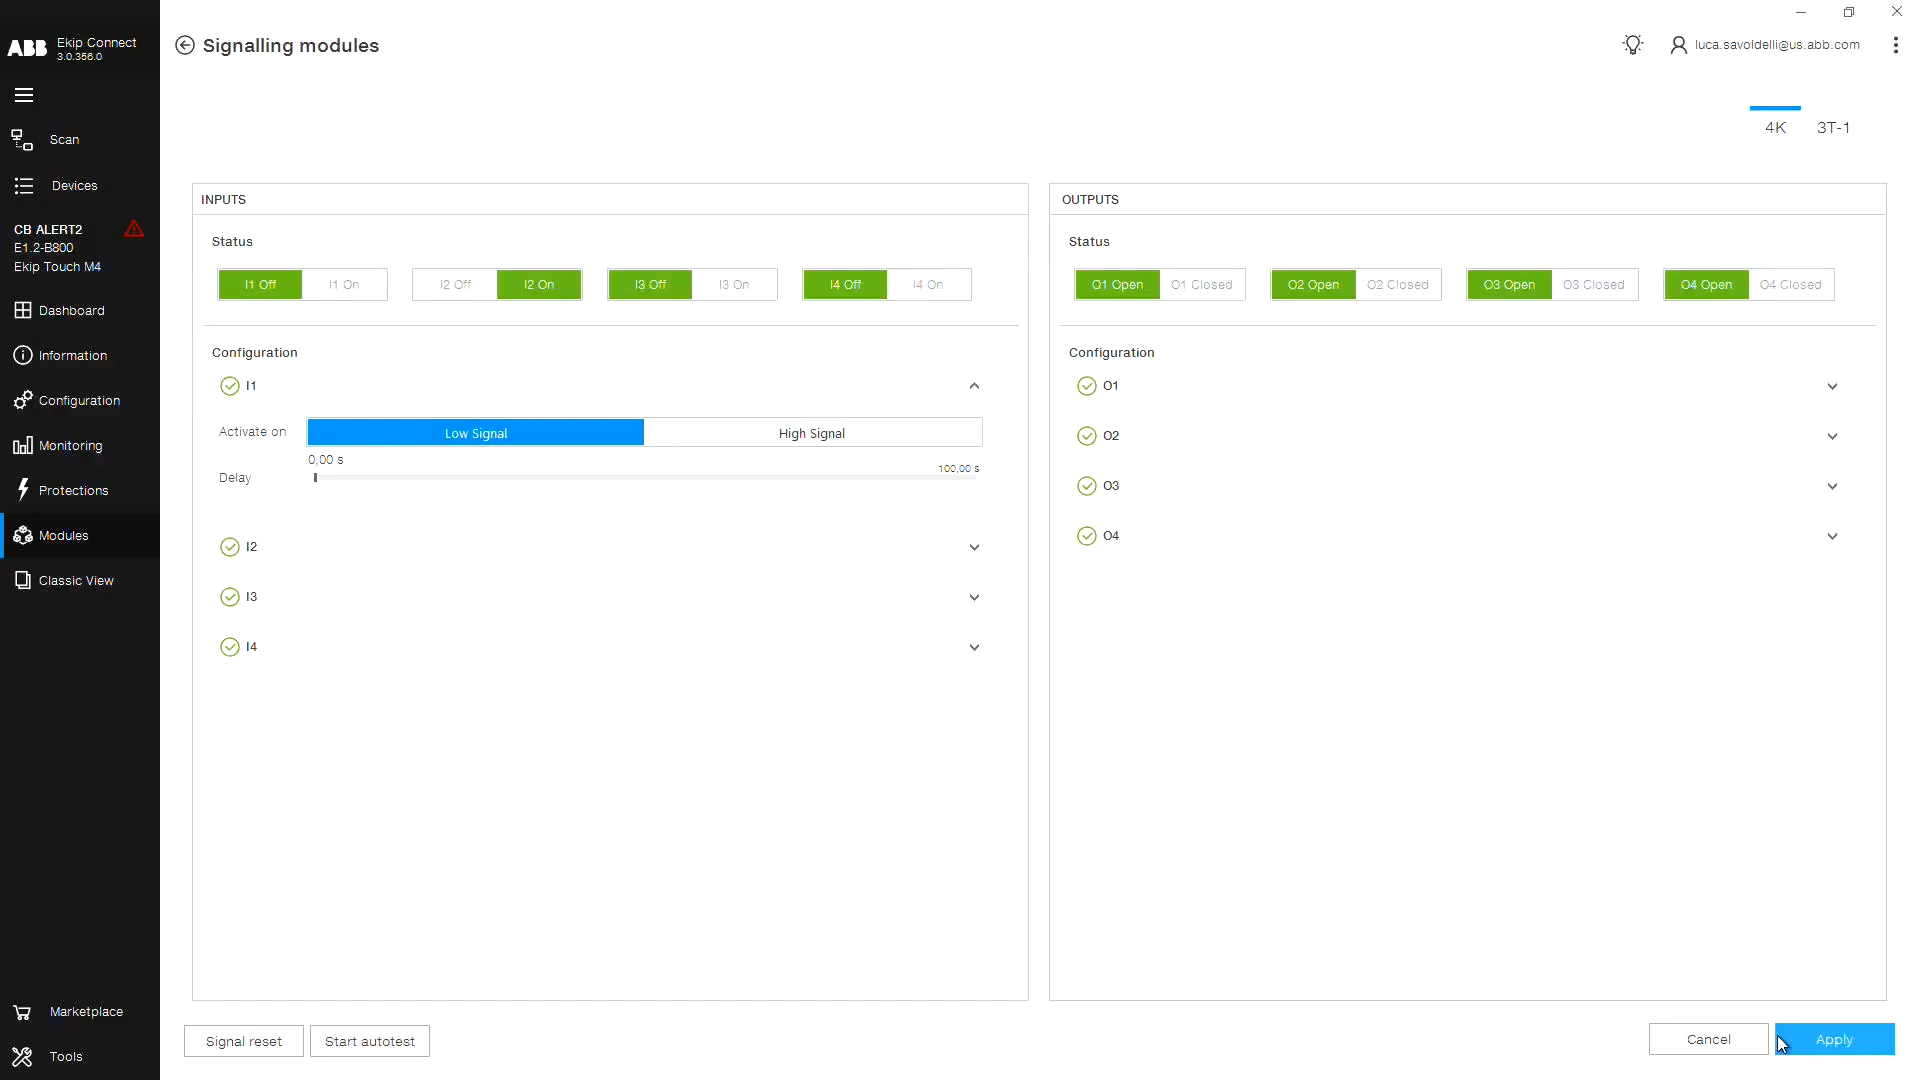 ABB Ekip Connect
3.0.356.0
Signalling modules
luca.savoldelli@us.abb.com
Scan
Devices
CB ALERT2
E1.2-B800
Ekip Touch M4
Dashboard
Information
Configuration
Monitoring
Protections
Modules
Classic View
Marketplace
Tools
4K 3T-1
INPUTS
Status
I1 Off I1 On I2 Off I2 On I3 Off I3 On I4 Off I4 On
Configuration
I1
Activate on Low Signal High Signal
0,00 s
100,00 s
Delay
I2
I3
I4
OUTPUTS
Status
O1 Open O1 Closed O2 Open O2 Closed O3 Open O3 Closed O4 Open O4 Closed
Configuration
O1
O2
O3
O4
Signal reset Start autotest
Cancel Apply